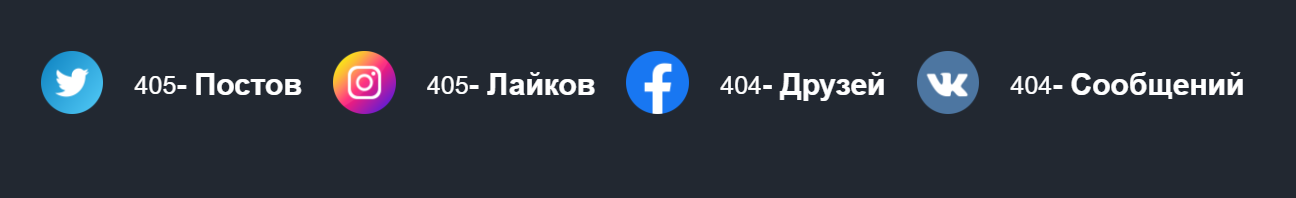 405- Постов 405- Лайков 404- Друзей 404- Сообщений